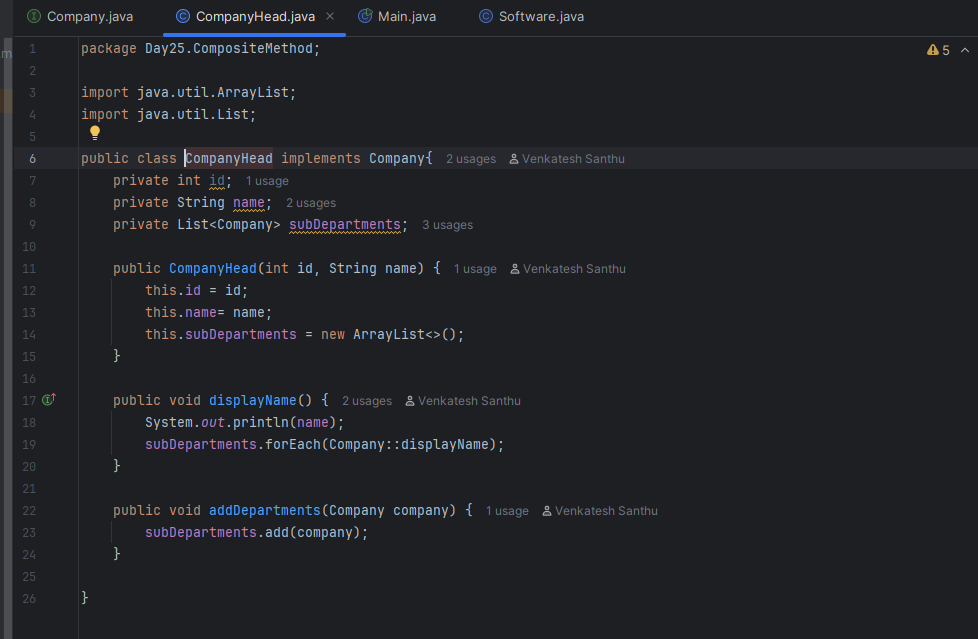 Company.java CompanyHead.java Main.java Software.java
m
5
1 package Day25.CompositeMethod;
2
3 import java.util.ArrayList;
4 import java.util.List;
5
6 public class CompanyHead implements Company{ 2 usages Venkatesh Santhu
7 private int id; 1 usage
8 private String name; 2 usages
9 private List<Company> subDepartments; 3 usages
10
11 public CompanyHead(int id, String name) { 1 usage Venkatesh Santhu
12 this.id = id;
13 this.name= name;
14 this.subDepartments = new ArrayList<>();
15 }
16
17 public void displayName() { 2 usages Venkatesh Santhu
18 System.out.println(name);
19 subDepartments.forEach(Company::displayName);
20 }
21
22 public void addDepartments(Company company) { 1 usage Venkatesh Santhu
23 subDepartments.add(company);
24 }
25
26 }